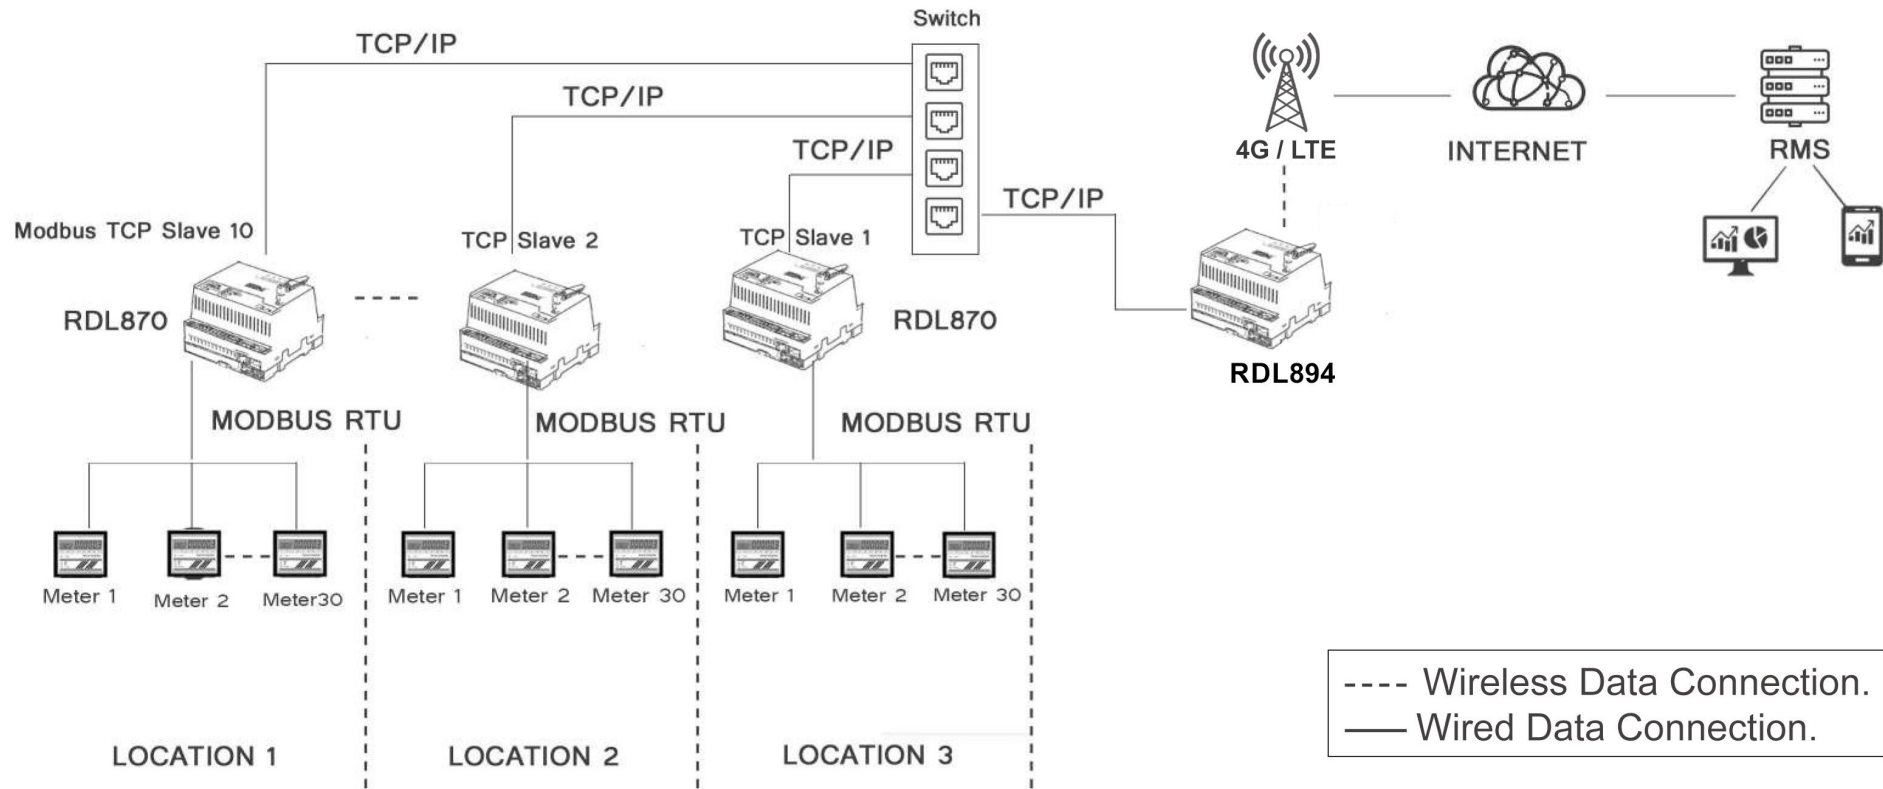 Switch
TCP/IP
TCP/IP
TCP/IP
4G / LTE
INTERNET
RMS
TCP/IP
Modbus TCP Slave 10
TCP Slave 2
TCP Slave 1
RDL870
RDL870
RDL894
MODBUS RTU
MODBUS RTU
MODBUS RTU
Meter 1
Meter 2
Meter30
Meter 1
Meter 2
Meter 30
Meter 1
Meter 2
Meter 30
---- Wireless Data Connection.
—— Wired Data Connection.
LOCATION 1
LOCATION 2
LOCATION 3